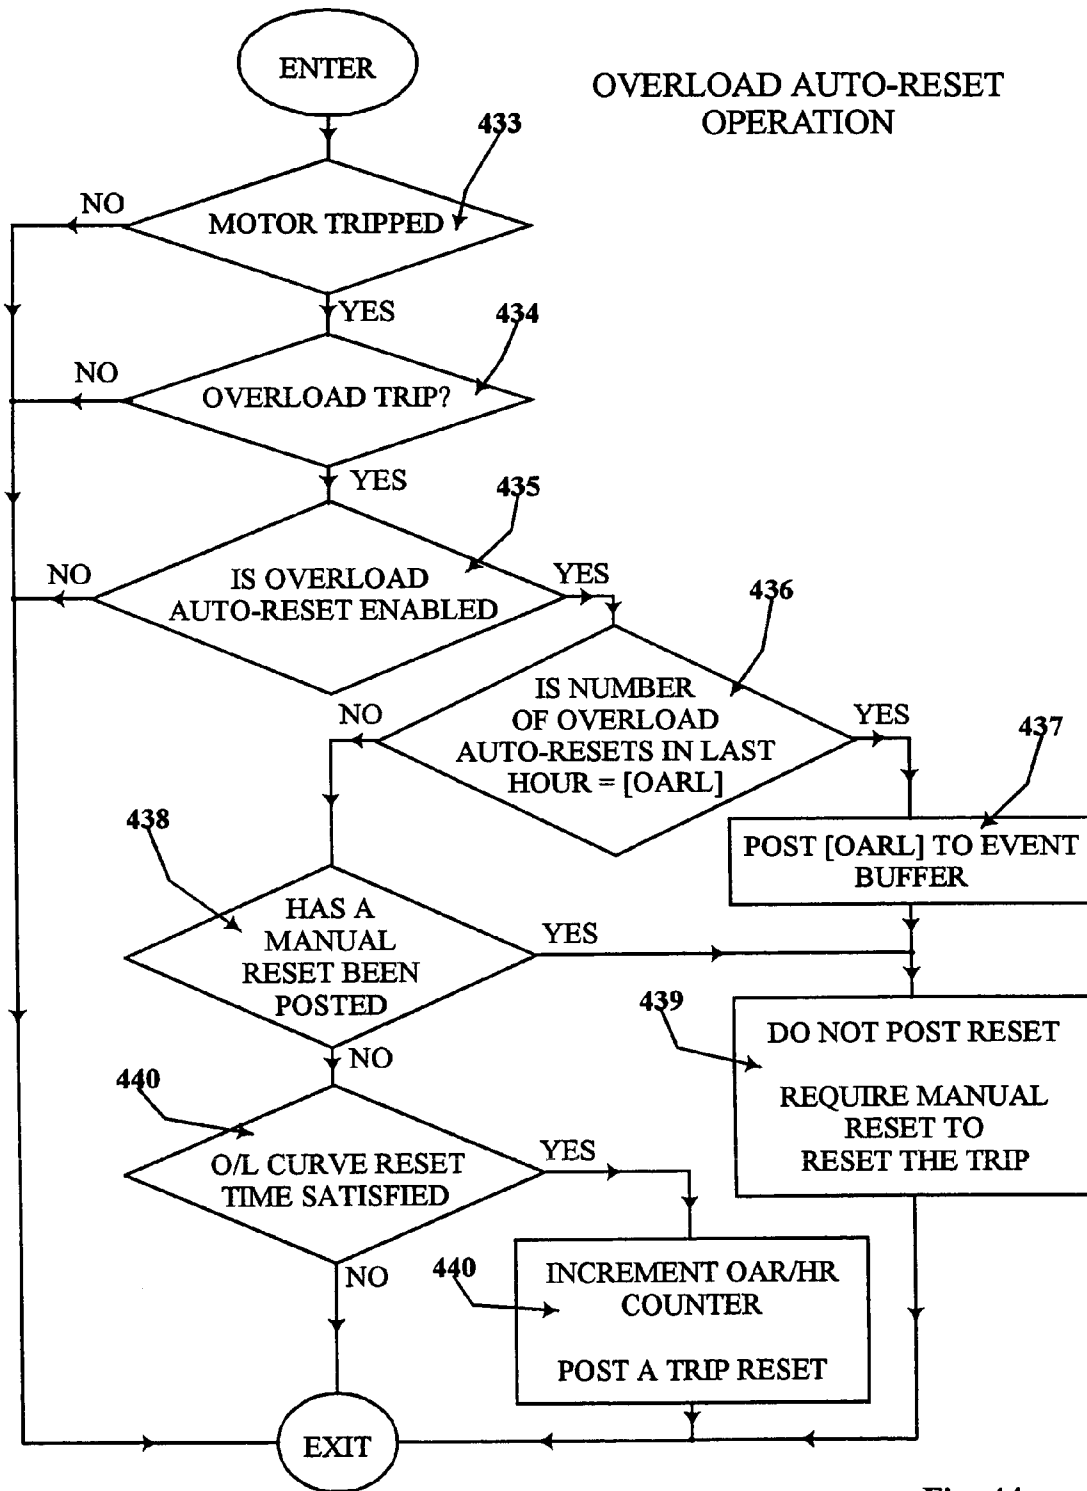 ENTER
OVERLOAD AUTO-RESET
OPERATION
433
MOTOR TRIPPED
NO
YES
434
OVERLOAD TRIP?
NO
YES
435
IS OVERLOAD
AUTO-RESET ENABLED
NO
YES
436
IS NUMBER
OF OVERLOAD
AUTO-RESETS IN LAST
HOUR = [OARL]
NO
YES
437
POST [OARL] TO EVENT
BUFFER
438
HAS A
MANUAL
RESET BEEN
POSTED
YES
NO
439
DO NOT POST RESET
REQUIRE MANUAL
RESET TO
RESET THE TRIP
440
O/L CURVE RESET
TIME SATISFIED
YES
NO
440
INCREMENT OAR/HR
COUNTER
POST A TRIP RESET
EXIT